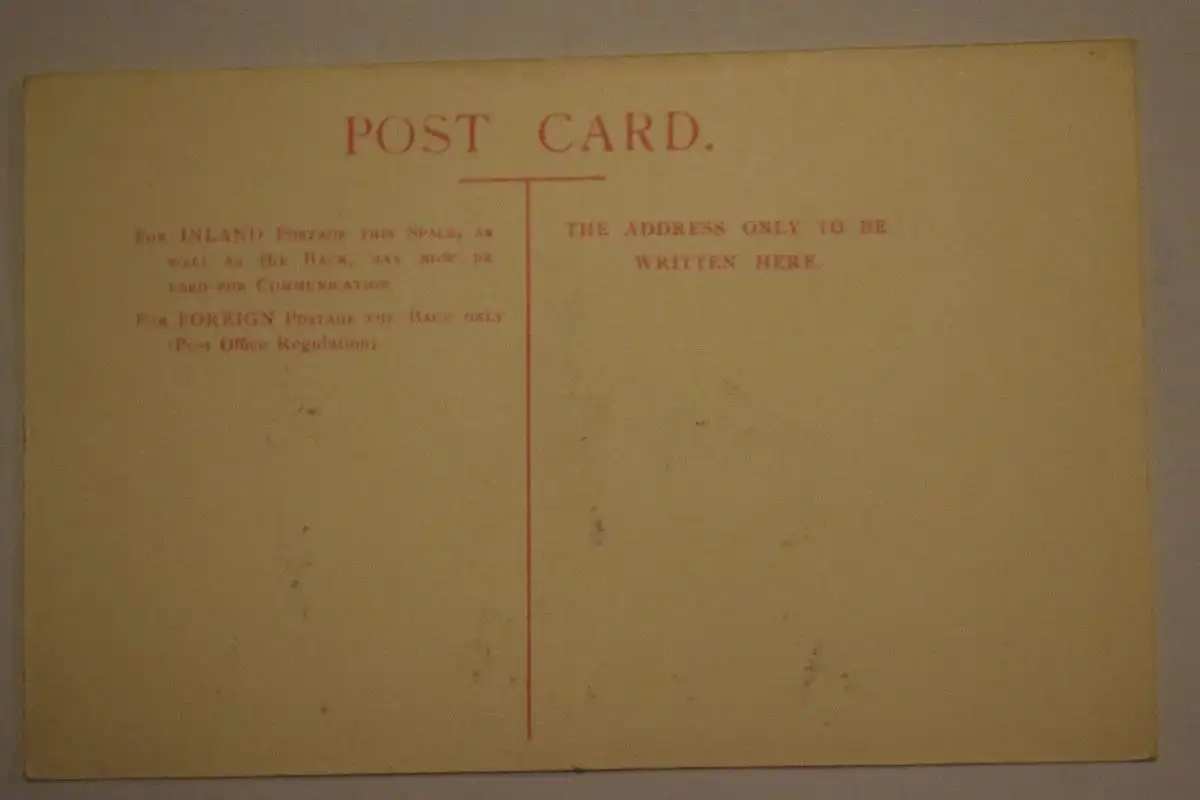 POST CARD.
FOR INLAND POSTAGE THIS SPACE, AS
WELL AS THE BACK, MAY NOW BE
USED FOR COMMUNICATION.
FOR FOREIGN POSTAGE THE BACK ONLY
(Post Office Regulation)
THE ADDRESS ONLY TO BE
WRITTEN HERE.